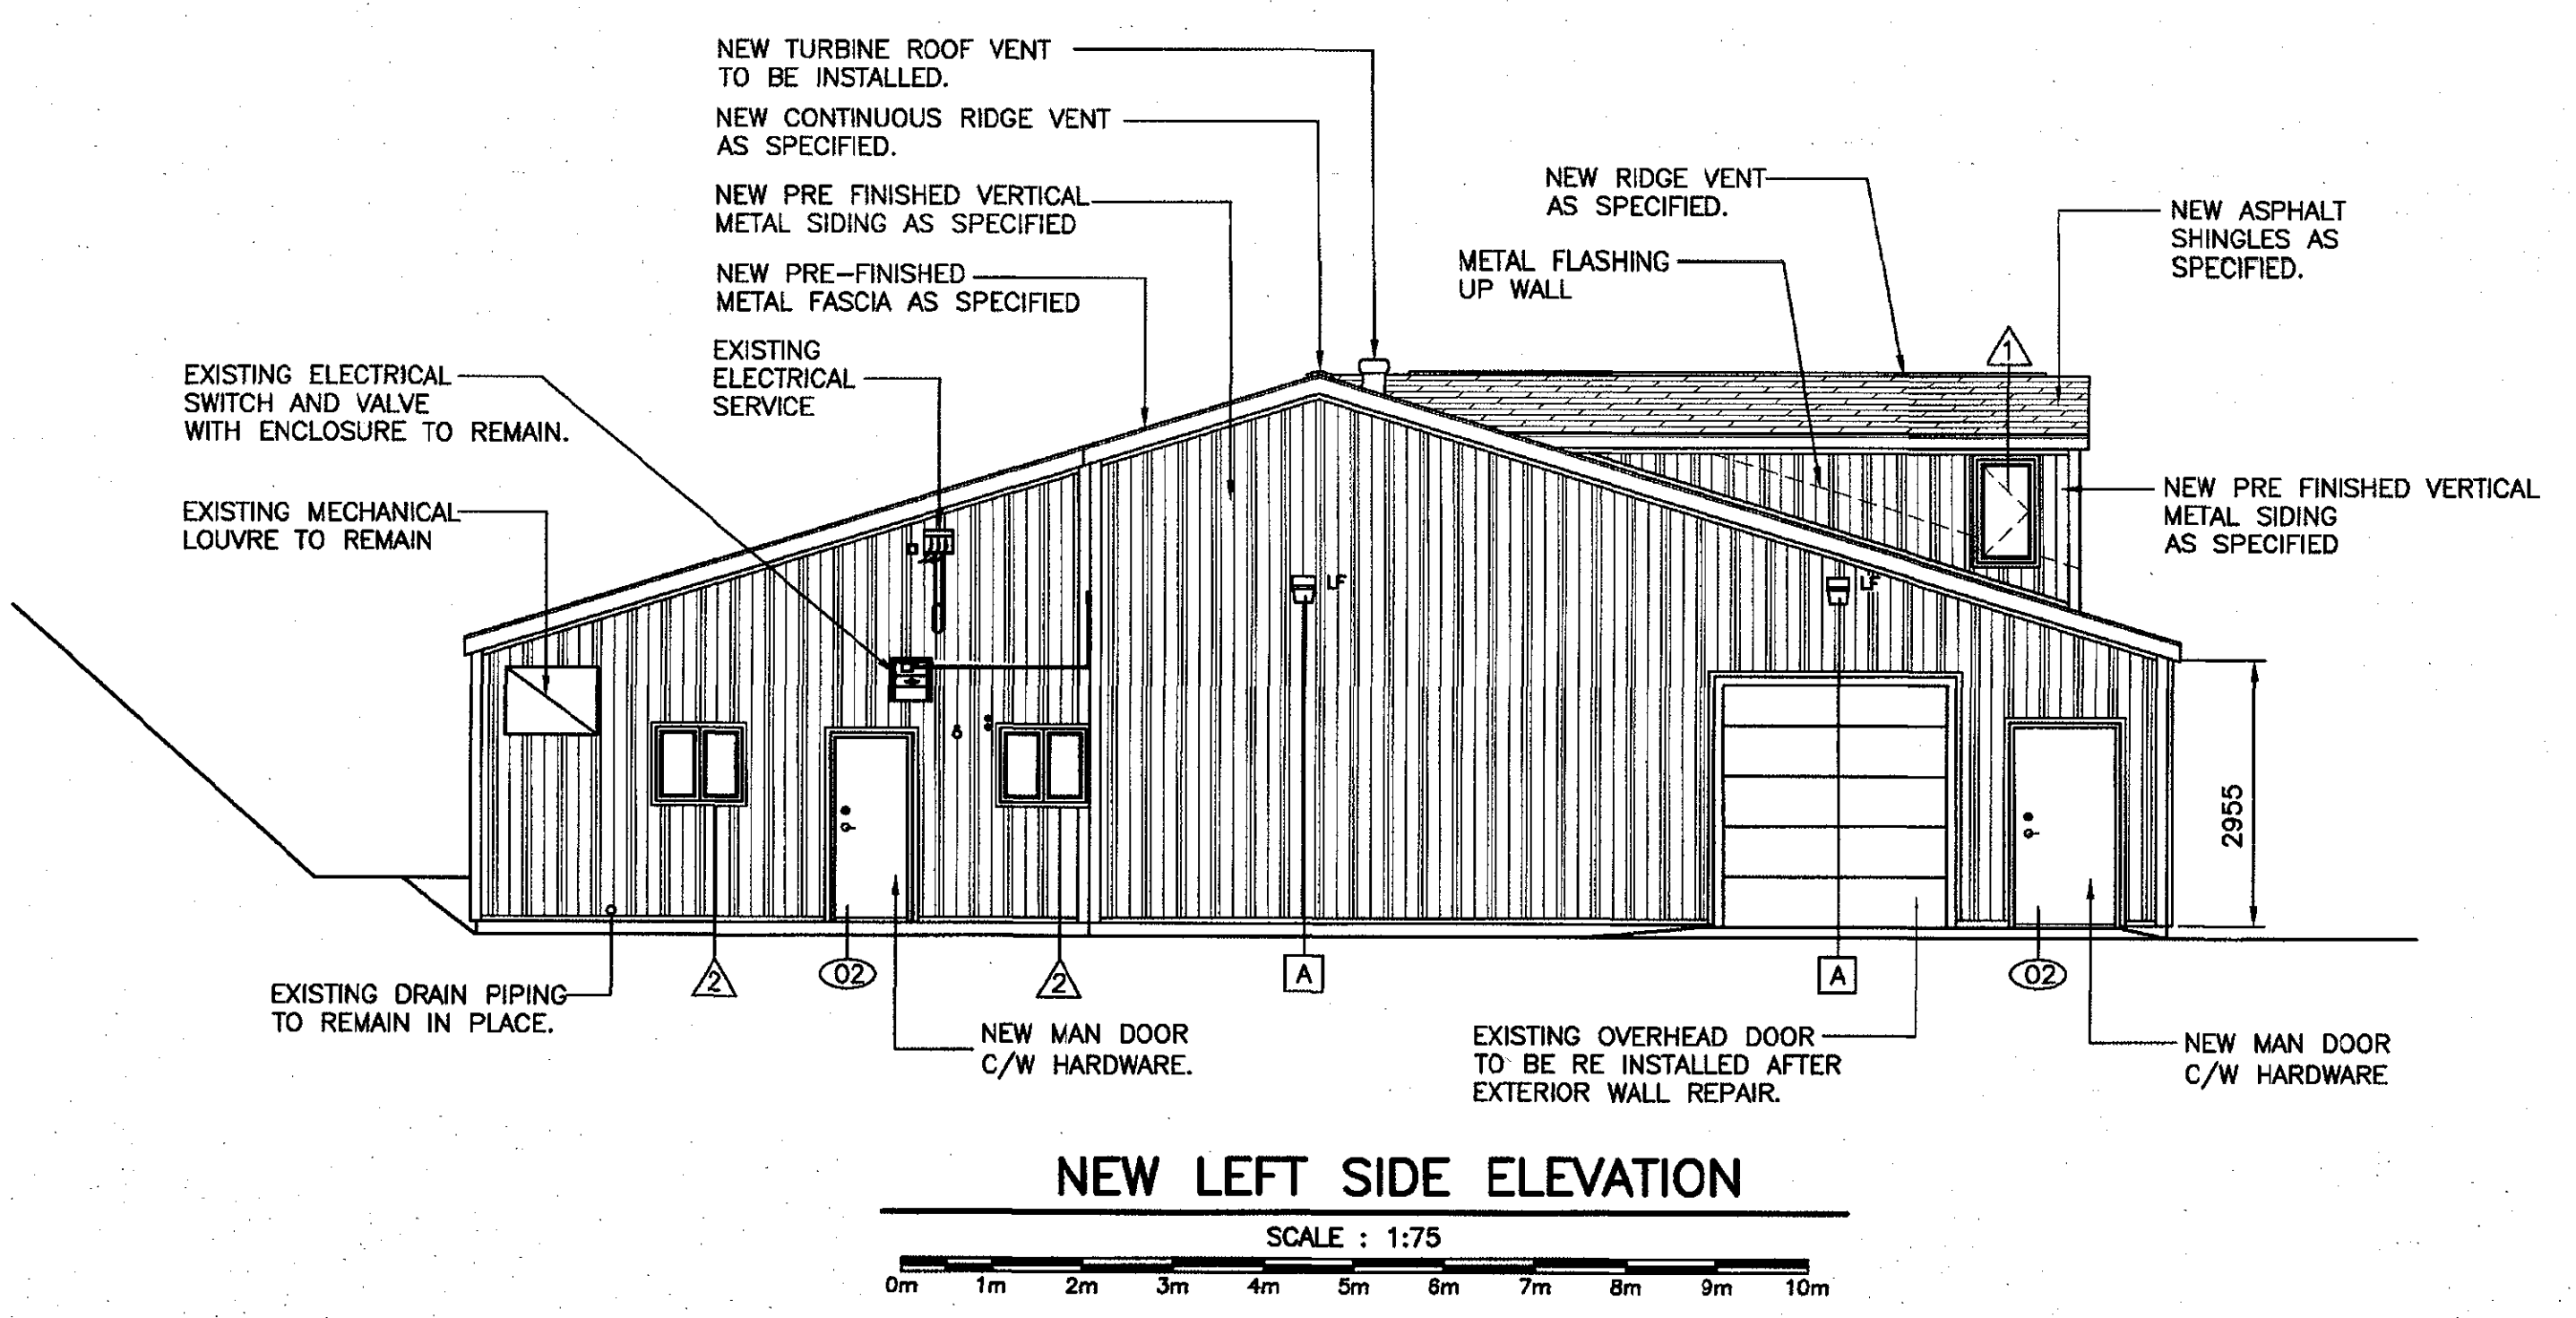 NEW TURBINE ROOF VENT
TO BE INSTALLED.
NEW CONTINUOUS RIDGE VENT
AS SPECIFIED.
NEW PRE FINISHED VERTICAL
METAL SIDING AS SPECIFIED
NEW PRE-FINISHED
METAL FASCIA AS SPECIFIED
EXISTING
ELECTRICAL
SERVICE
EXISTING ELECTRICAL
SWITCH AND VALVE
WITH ENCLOSURE TO REMAIN.
EXISTING MECHANICAL
LOUVRE TO REMAIN
NEW RIDGE VENT
AS SPECIFIED.
METAL FLASHING
UP WALL
NEW ASPHALT
SHINGLES AS
SPECIFIED.
1
NEW PRE FINISHED VERTICAL
METAL SIDING
AS SPECIFIED
LF
LF
2955
2
02
2
A
A
02
EXISTING DRAIN PIPING
TO REMAIN IN PLACE.
NEW MAN DOOR
C/W HARDWARE.
EXISTING OVERHEAD DOOR
TO BE RE INSTALLED AFTER
EXTERIOR WALL REPAIR.
NEW MAN DOOR
C/W HARDWARE
NEW LEFT SIDE ELEVATION
SCALE : 1:75
0m 1m 2m 3m 4m 5m 6m 7m 8m 9m 10m